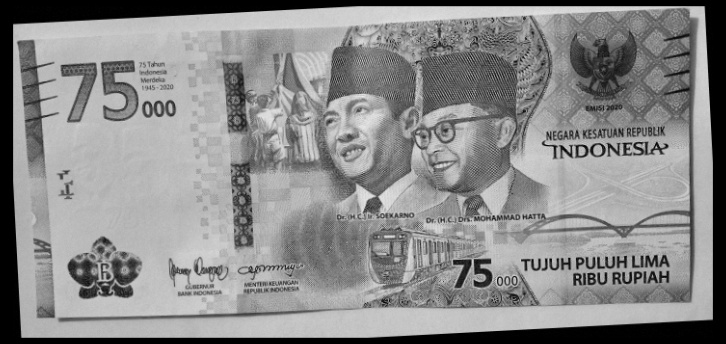 75 000
75 Tahun
Indonesia
Merdeka
1945 - 2020
EMISI 2020
NEGARA KESATUAN REPUBLIK
INDONESIA
Dr. (H.C.) Ir. SOEKARNO
Dr. (H.C.) Drs. MOHAMMAD HATTA
GUBERNUR
BANK INDONESIA
MENTERI KEUANGAN
REPUBLIK INDONESIA
75 000
TUJUH PULUH LIMA
RIBU RUPIAH